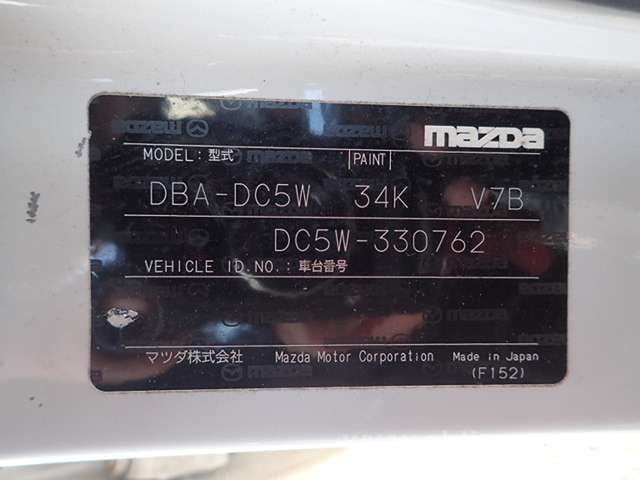 mazda
MODEL: 型式 PAINT
DBA-DC5W 34K V7B
DC5W-330762
VEHICLE ID.NO.: 車台番号
マツダ株式会社 Mazda Motor Corporation Made in Japan
(F152)